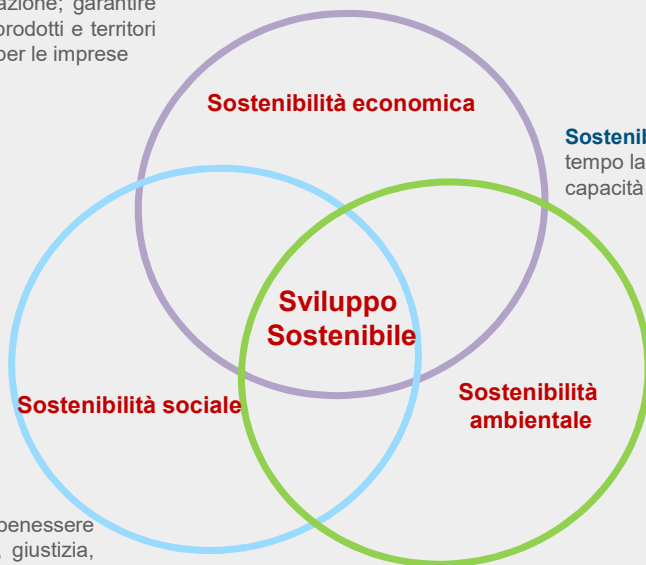 azione; garantire
prodotti e territori
per le imprese
Sostenibilità economica
tempo la
capacità
Sviluppo
Sostenibile
Sostenibilità sociale
Sostenibilità
ambientale
benessere
, giustizia,